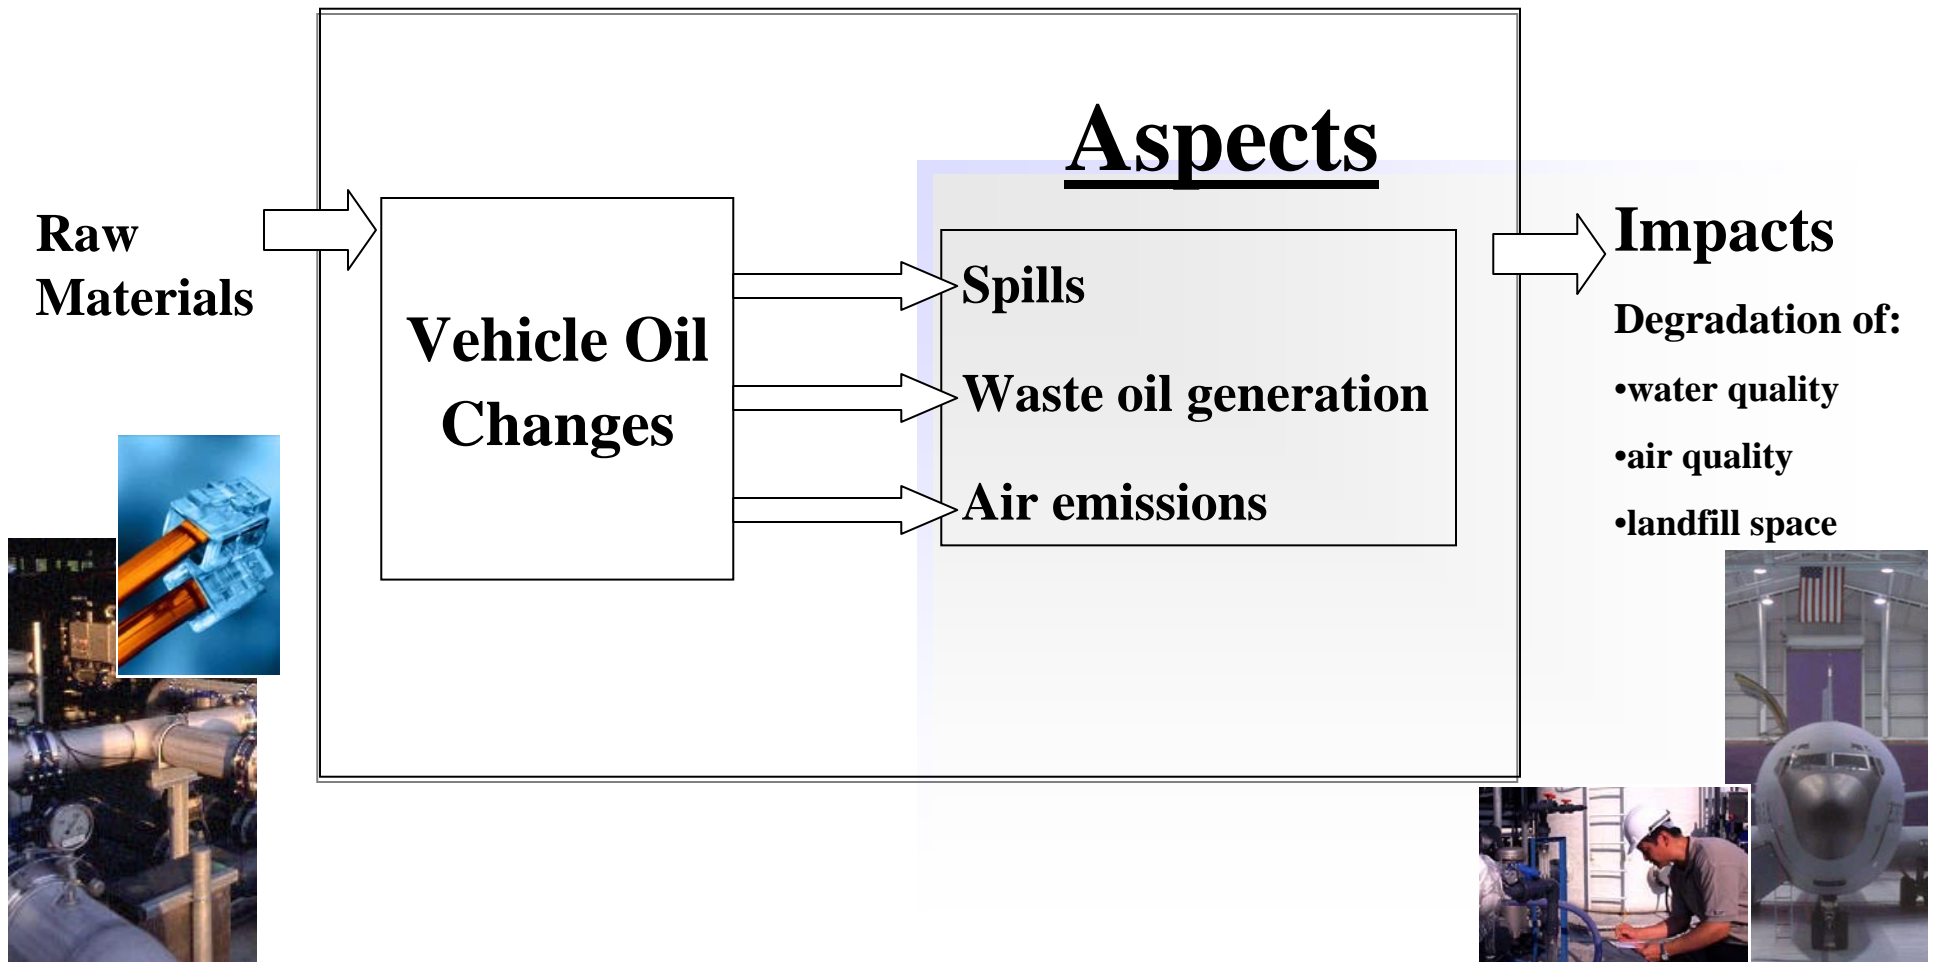 Aspects
Raw
Materials
Vehicle Oil
Changes
Spills
Waste oil generation
Air emissions
Impacts
Degradation of:
•water quality
•air quality
•landfill space